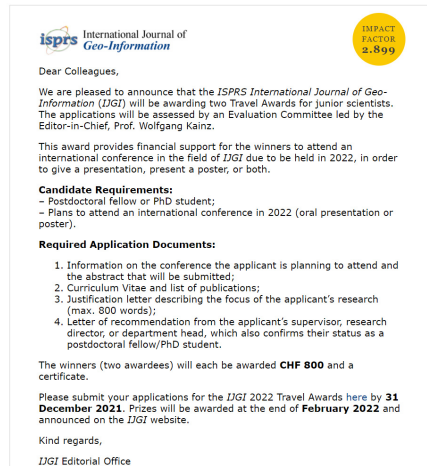 isprs International Journal of
Geo-Information
IMPACT
FACTOR
2.899
Dear Colleagues,
We are pleased to announce that the ISPRS International Journal of Geo-
Information (IJGI) will be awarding two Travel Awards for junior scientists.
The applications will be assessed by an Evaluation Committee led by the
Editor-in-Chief, Prof. Wolfgang Kainz.
This award provides financial support for the winners to attend an
international conference in the field of IJGI due to be held in 2022, in order
to give a presentation, present a poster, or both.
Candidate Requirements:
– Postdoctoral fellow or PhD student;
– Plans to attend an international conference in 2022 (oral presentation or
poster).
Required Application Documents:
1. Information on the conference the applicant is planning to attend and
the abstract that will be submitted;
2. Curriculum Vitae and list of publications;
3. Justification letter describing the focus of the applicant's research
(max. 800 words);
4. Letter of recommendation from the applicant's supervisor, research
director, or department head, which also confirms their status as a
postdoctoral fellow/PhD student.
The winners (two awardees) will each be awarded CHF 800 and a
certificate.
Please submit your applications for the IJGI 2022 Travel Awards here by 31
December 2021. Prizes will be awarded at the end of February 2022 and
announced on the IJGI website.
Kind regards,
IJGI Editorial Office